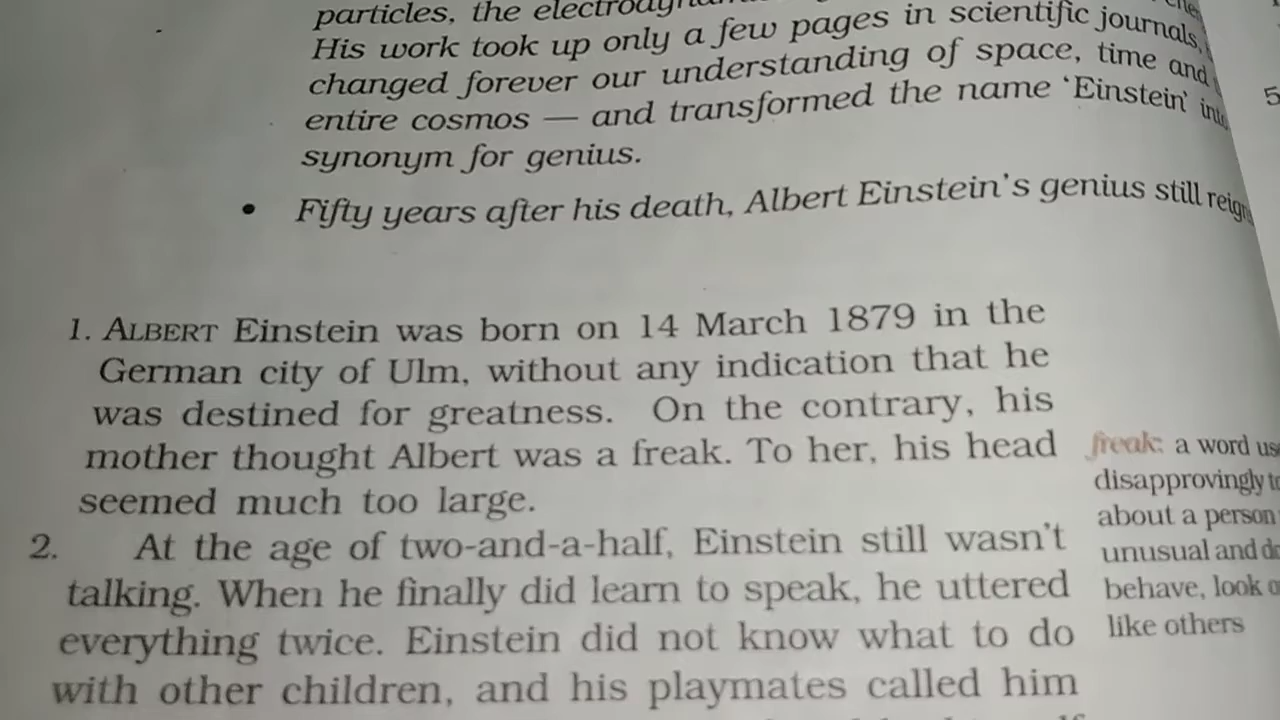 particles, the
His work took up only a few pages in scientific journals,
changed forever our understanding of space, time and
entire cosmos — and transformed the name ‘Einstein’ into
synonym for genius.
• Fifty years after his death, Albert Einstein’s genius still
1. ALBERT Einstein was born on 14 March 1879 in the
German city of Ulm, without any indication that he
was destined for greatness. On the contrary, his
mother thought Albert was a freak. To her, his head
seemed much too large.
2. At the age of two-and-a-half, Einstein still wasn’t
talking. When he finally did learn to speak, he uttered
everything twice. Einstein did not know what to do
with other children, and his playmates called him
freak: a word
disapprovingly
about a person
unusual and
behave, look
like others
5